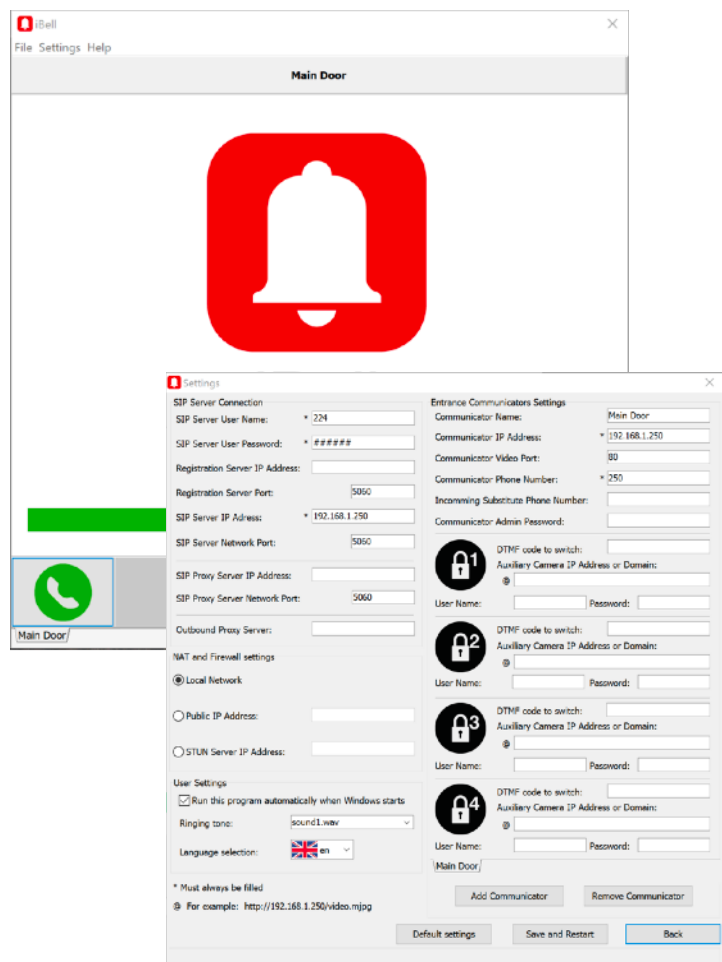 iBell
File Settings Help
Main Door
Main Door
Settings
SIP Server Connection
SIP Server User Name: * 224
SIP Server User Password: * ######
Registration Server IP Address:
Registration Server Port: 5060
SIP Server IP Adress: * 192.168.1.250
SIP Server Network Port: 5060
SIP Proxy Server IP Address:
SIP Proxy Server Network Port: 5060
Outbound Proxy Server:
NAT and Firewall settings
Local Network
Public IP Address:
STUN Server IP Address:
User Settings
Run this program automatically when Windows starts
Ringing tone: sound1.wav
Language selection: en
* Must always be filled
@ For example: http://192.168.1.250/video.mjpg
Entrance Communicators Settings
Communicator Name: Main Door
Communicator IP Address: * 192.168.1.250
Communicator Video Port: 80
Communicator Phone Number: * 250
Incomming Substitute Phone Number:
Communicator Admin Password:
1
DTMF code to switch:
Auxiliary Camera IP Address or Domain:
@
User Name: Password:
2
DTMF code to switch:
Auxiliary Camera IP Address or Domain:
@
User Name: Password:
3
DTMF code to switch:
Auxiliary Camera IP Address or Domain:
@
User Name: Password:
4
DTMF code to switch:
Auxiliary Camera IP Address or Domain:
@
User Name: Password:
Main Door
Add Communicator Remove Communicator
Default settings Save and Restart Back